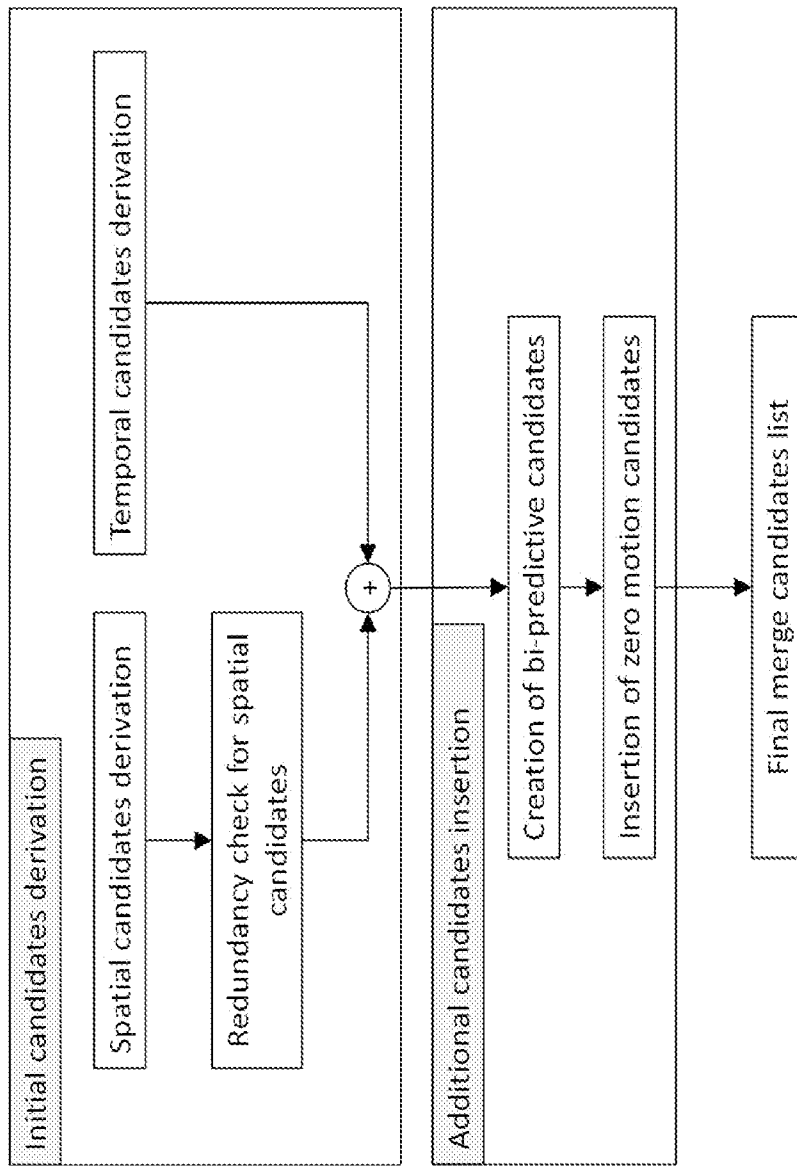 Initial candidates derivation
Spatial candidates derivation
Temporal candidates derivation
Redundancy check for spatial
candidates
+
Additional candidates insertion
Creation of bi-predictive candidates
Insertion of zero motion candidates
Final merge candidates list